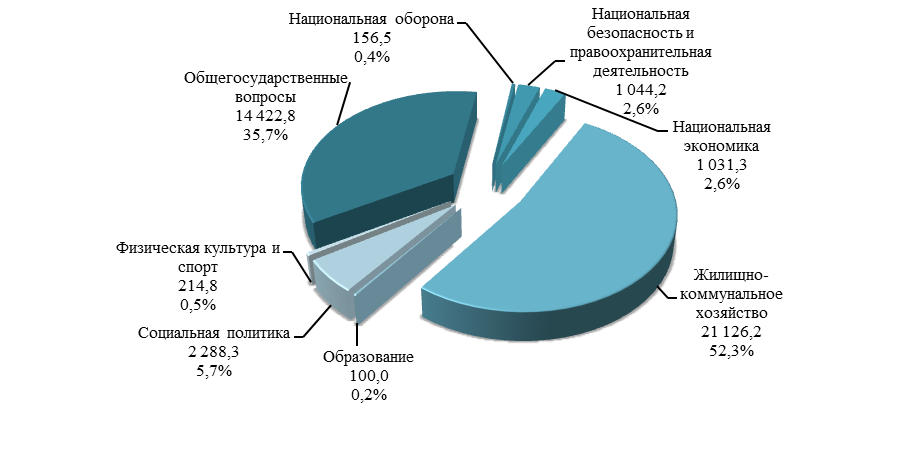 Национальная оборона
156,5
0,4%
Национальная
безопасность и
правоохранительная
деятельность
1 044,2
2,6%
Национальная
экономика
1 031,3
2,6%
Жилищно-
коммунальное
хозяйство
21 126,2
52,3%
Образование
100,0
0,2%
Социальная политика
2 288,3
5,7%
Физическая культура и
спорт
214,8
0,5%
Общегосударственные
вопросы
14 422,8
35,7%